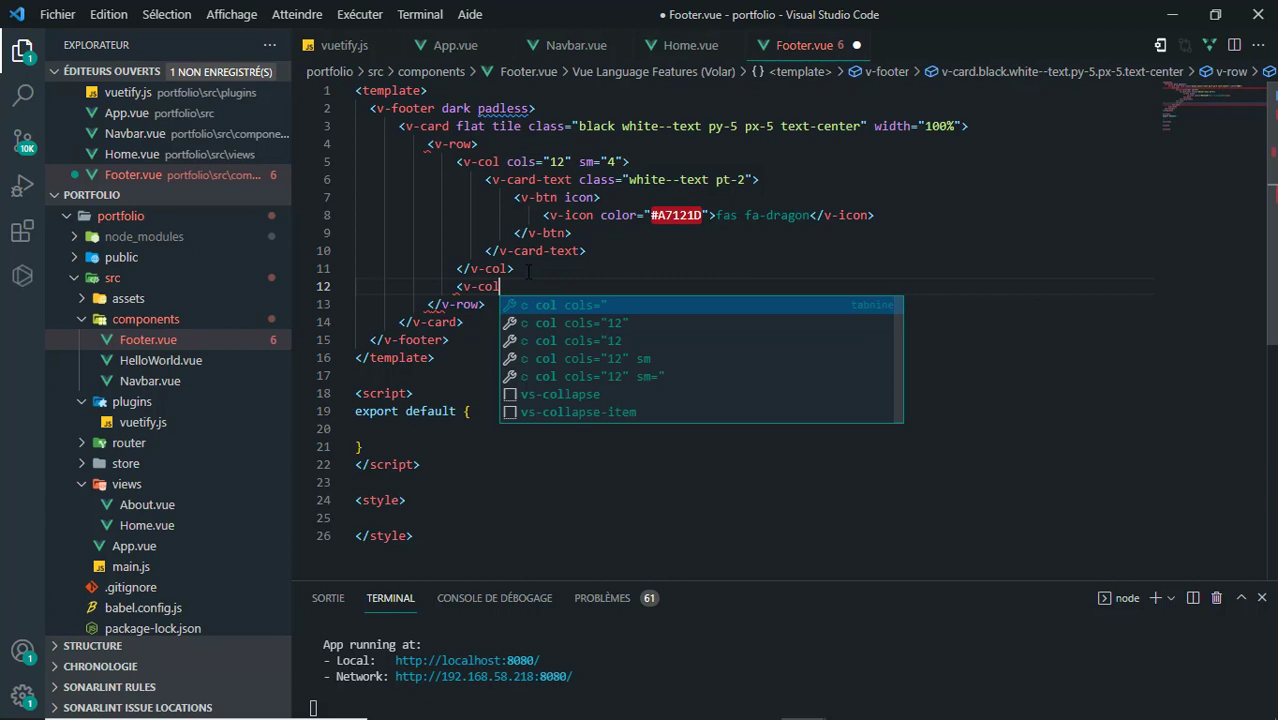 Fichier Edition Sélection Affichage Atteindre Exécuter Terminal Aide ● Footer.vue - portfolio - Visual Studio Code
EXPLORATEUR
ÉDITEURS OUVERTS 1 NON ENREGISTRÉ(S)
vuetify.js portfolio\src\plugins
App.vue portfolio\src
Navbar.vue portfolio\src\compone...
Home.vue portfolio\src\views
Footer.vue portfolio\src\com... 6
PORTFOLIO
portfolio
node_modules
public
src
assets
components
Footer.vue 6
HelloWorld.vue
Navbar.vue
plugins
vuetify.js
router
store
views
About.vue
Home.vue
App.vue
main.js
.gitignore
babel.config.js
package-lock.json
STRUCTURE
CHRONOLOGIE
SONARLINT RULES
SONARLINT ISSUE LOCATIONS
1
10K
1
1
vuetify.js App.vue Navbar.vue Home.vue Footer.vue 6
portfolio > src > components > Footer.vue > Vue Language Features (Volar) > {} <template> > v-footer > v-card.black.white--text.py-5.px-5.text-center > v-row >
1 <template>
2 <v-footer dark padless>
3 <v-card flat tile class="black white--text py-5 px-5 text-center" width="100%">
4 <v-row>
5 <v-col cols="12" sm="4">
6 <v-card-text class="white--text pt-2">
7 <v-btn icon>
8 <v-icon color="#A7121D">fas fa-dragon</v-icon>
9 </v-btn>
10 </v-card-text>
11 </v-col>
12 <v-col
13 </v-row>
14 </v-card>
15 </v-footer>
16 </template>
17
18 <script>
19 export default {
20
21 }
22 </script>
23
24 <style>
25
26 </style>
c col cols=" tabnine
c col cols="12"
c col cols="12
c col cols="12" sm
c col cols="12" sm="
vs-collapse
vs-collapse-item
SORTIE TERMINAL CONSOLE DE DÉBOGAGE PROBLÈMES 61 node
App running at:
- Local: http://localhost:8080/
- Network: http://192.168.58.218:8080/